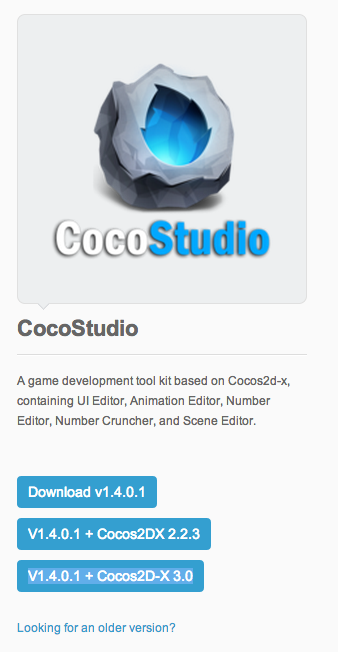 CocoStudio
CocoStudio
A game development tool kit based on Cocos2d-x,
containing UI Editor, Animation Editor, Number
Editor, Number Cruncher, and Scene Editor.
Download v1.4.0.1
V1.4.0.1 + Cocos2DX 2.2.3
V1.4.0.1 + Cocos2D-X 3.0
Looking for an older version?